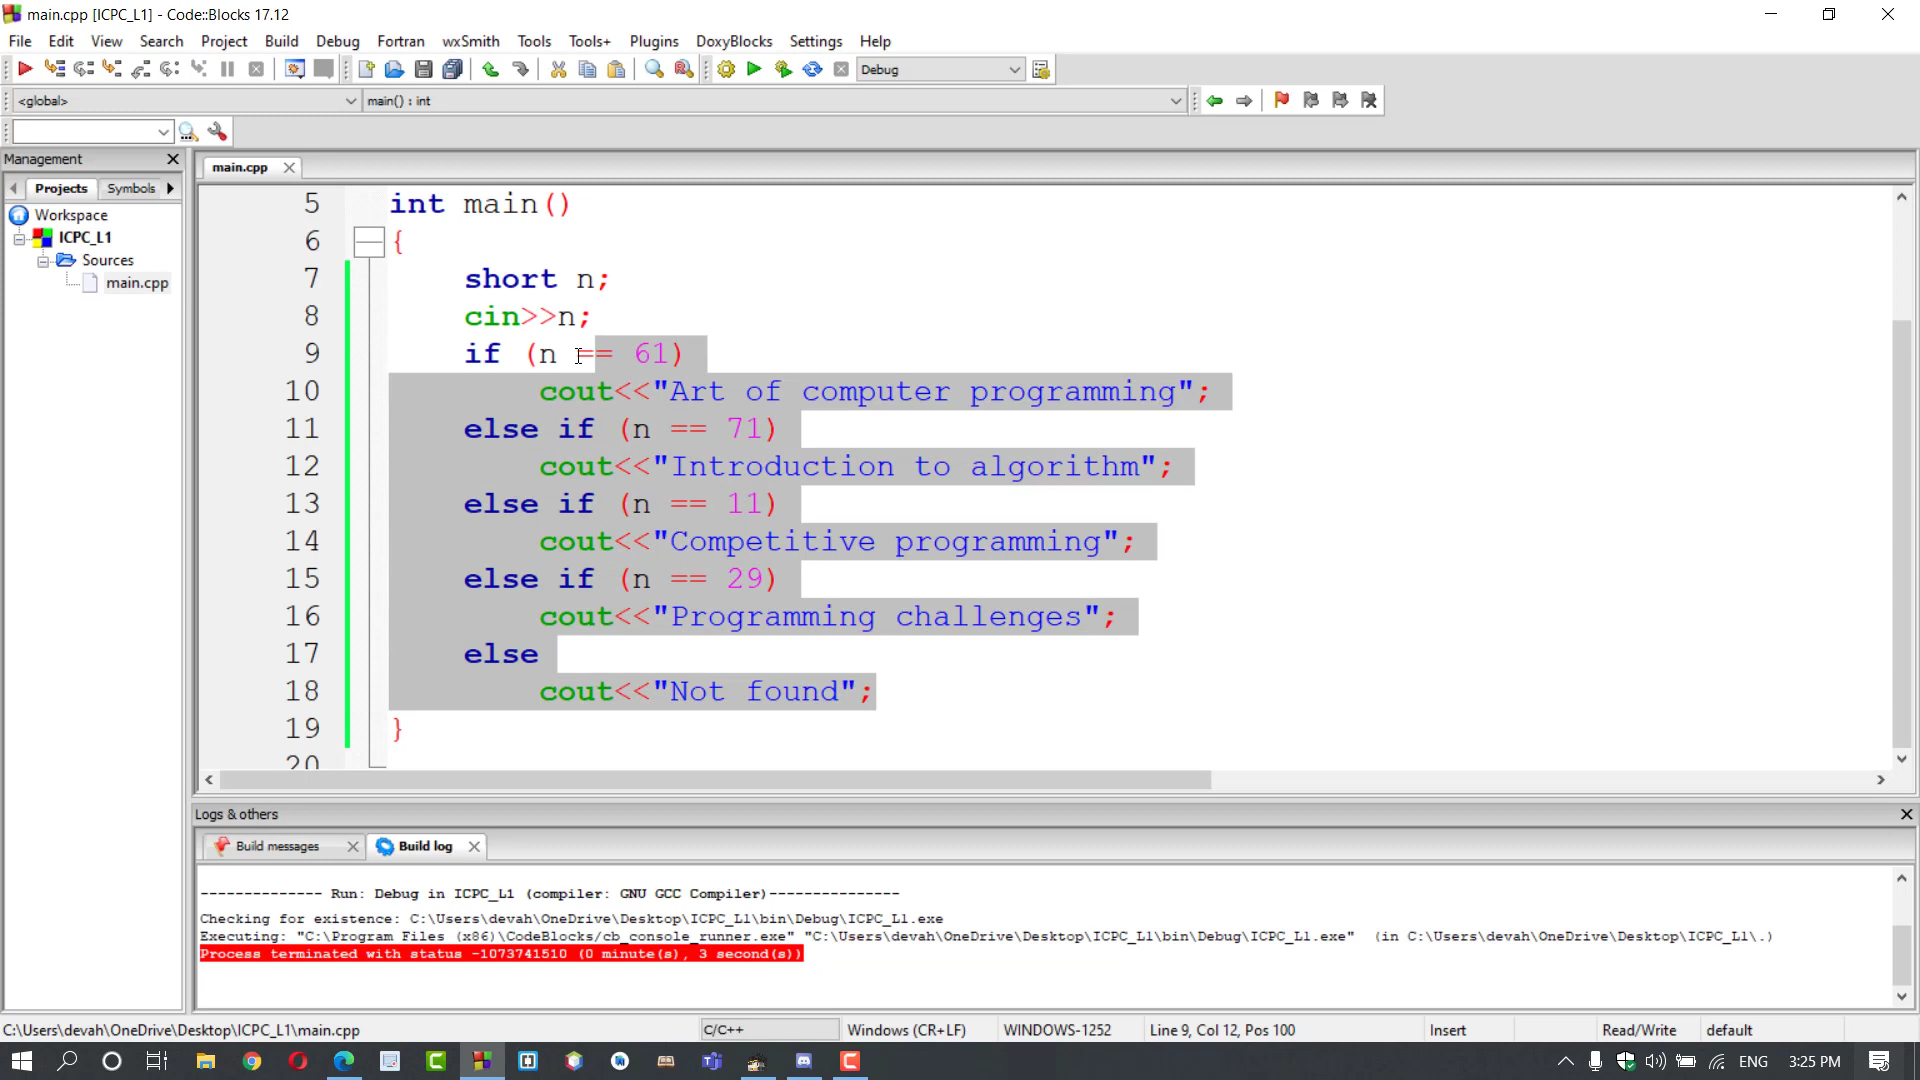 main.cpp [ICPC_L1] - Code::Blocks 17.12
File Edit View Search Project Build Debug Fortran wxSmith Tools Tools+ Plugins DoxyBlocks Settings Help
Debug
<global> main() : int
Management
main.cpp
Projects Symbols
Workspace
ICPC_L1
Sources
main.cpp
5 int main()
6 {
7 short n;
8 cin>>n;
9 if (n == 61)
10 cout<<"Art of computer programming";
11 else if (n == 71)
12 cout<<"Introduction to algorithm";
13 else if (n == 11)
14 cout<<"Competitive programming";
15 else if (n == 29)
16 cout<<"Programming challenges";
17 else
18 cout<<"Not found";
19 }
20
Logs & others
Build messages Build log
-------------- Run: Debug in ICPC_L1 (compiler: GNU GCC Compiler)---------------
Checking for existence: C:\Users\devah\OneDrive\Desktop\ICPC_L1\bin\Debug\ICPC_L1.exe
Executing: "C:\Program Files (x86)\CodeBlocks/cb_console_runner.exe" "C:\Users\devah\OneDrive\Desktop\ICPC_L1\bin\Debug\ICPC_L1.exe"  (in C:\Users\devah\OneDrive\Desktop\ICPC_L1\.)
Process terminated with status -1073741510 (0 minute(s), 3 second(s))
C:\Users\devah\OneDrive\Desktop\ICPC_L1\main.cpp C/C++ Windows (CR+LF) WINDOWS-1252 Line 9, Col 12, Pos 100 Insert Read/Write default
ENG 3:25 PM